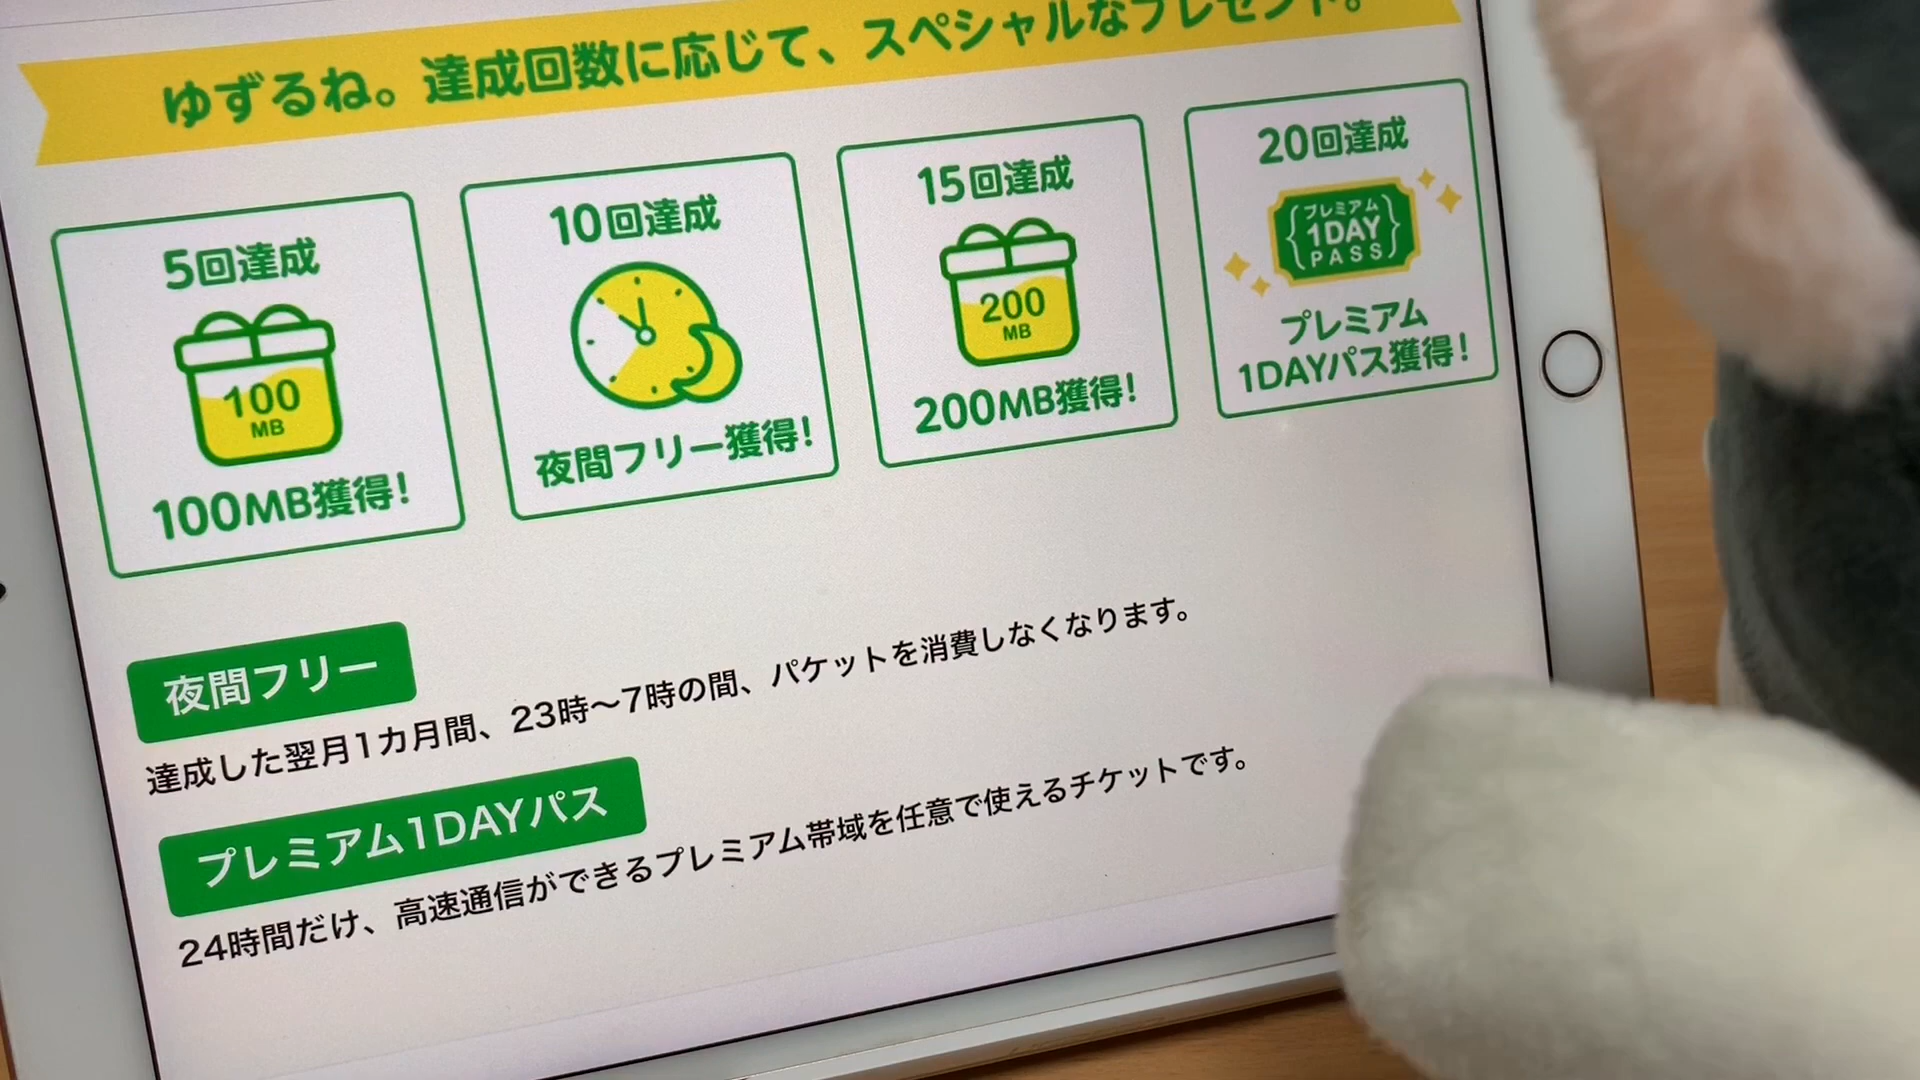 ゆずるね。達成回数に応じて、スペシャルなプレゼント。
5回達成
100
MB
100MB獲得!
10回達成
夜間フリー獲得!
15回達成
200
MB
200MB獲得!
20回達成
プレミアム
1DAY
PASS
プレミアム
1DAYパス獲得!
夜間フリー
達成した翌月1カ月間、23時〜7時の間、パケットを消費しなくなります。
プレミアム1DAYパス
24時間だけ、高速通信ができるプレミアム帯域を任意で使えるチケットです。